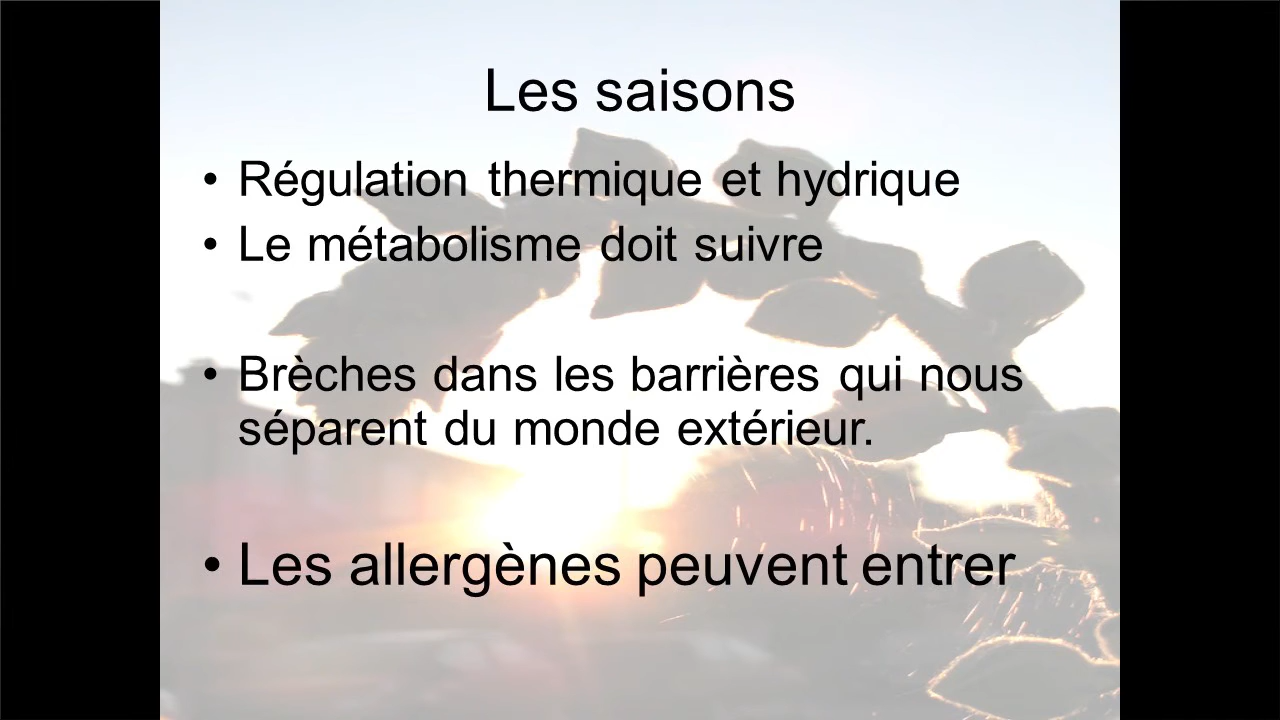 Les saisons
• Régulation thermique et hydrique
• Le métabolisme doit suivre
• Brèches dans les barrières qui nous
séparent du monde extérieur.
• Les allergènes peuvent entrer